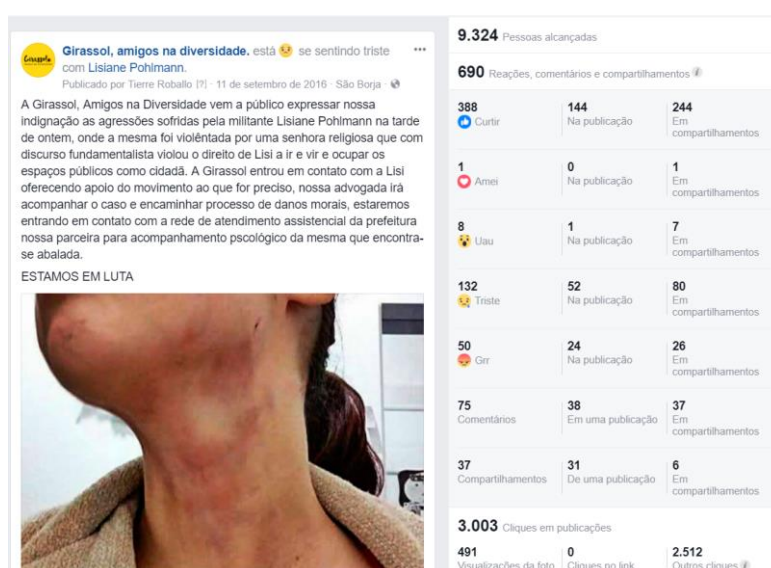 Girassol
Girassol, amigos na diversidade. está se sentindo triste
com Lisiane Pohlmann.
Publicado por Tierre Roballo [?] · 11 de setembro de 2016 · São Borja ·
A Girassol, Amigos na Diversidade vem a público expressar nossa
indignação as agressões sofridas pela militante Lisiane Pohlmann na tarde
de ontem, onde a mesma foi violêntada por uma senhora religiosa que com
discurso fundamentalista violou o direito de Lisi a ir e vir e ocupar os
espaços públicos como cidadã. A Girassol entrou em contato com a Lisi
oferecendo apoio do movimento ao que for preciso, nossa advogada irá
acompanhar o caso e encaminhar processo de danos morais, estaremos
entrando em contato com a rede de atendimento assistencial da prefeitura
nossa parceira para acompanhamento pscológico da mesma que encontra-
se abalada.
ESTAMOS EM LUTA
9.324 Pessoas alcançadas
690 Reações, comentários e compartilhamentos
388 144 244
Curtir Na publicação Em
compartilhamentos
1 0 1
Amei Na publicação Em
compartilhamentos
8 1 7
Uau Na publicação Em
compartilhamentos
132 52 80
Triste Na publicação Em
compartilhamentos
50 24 26
Grr Na publicação Em
compartilhamentos
75 38 37
Comentários Em uma publicação Em
compartilhamentos
37 31 6
Compartilhamentos De uma publicação Em
compartilhamentos
3.003 Cliques em publicações
491 0 2.512
Visualizações da foto Cliques no link Outros cliques